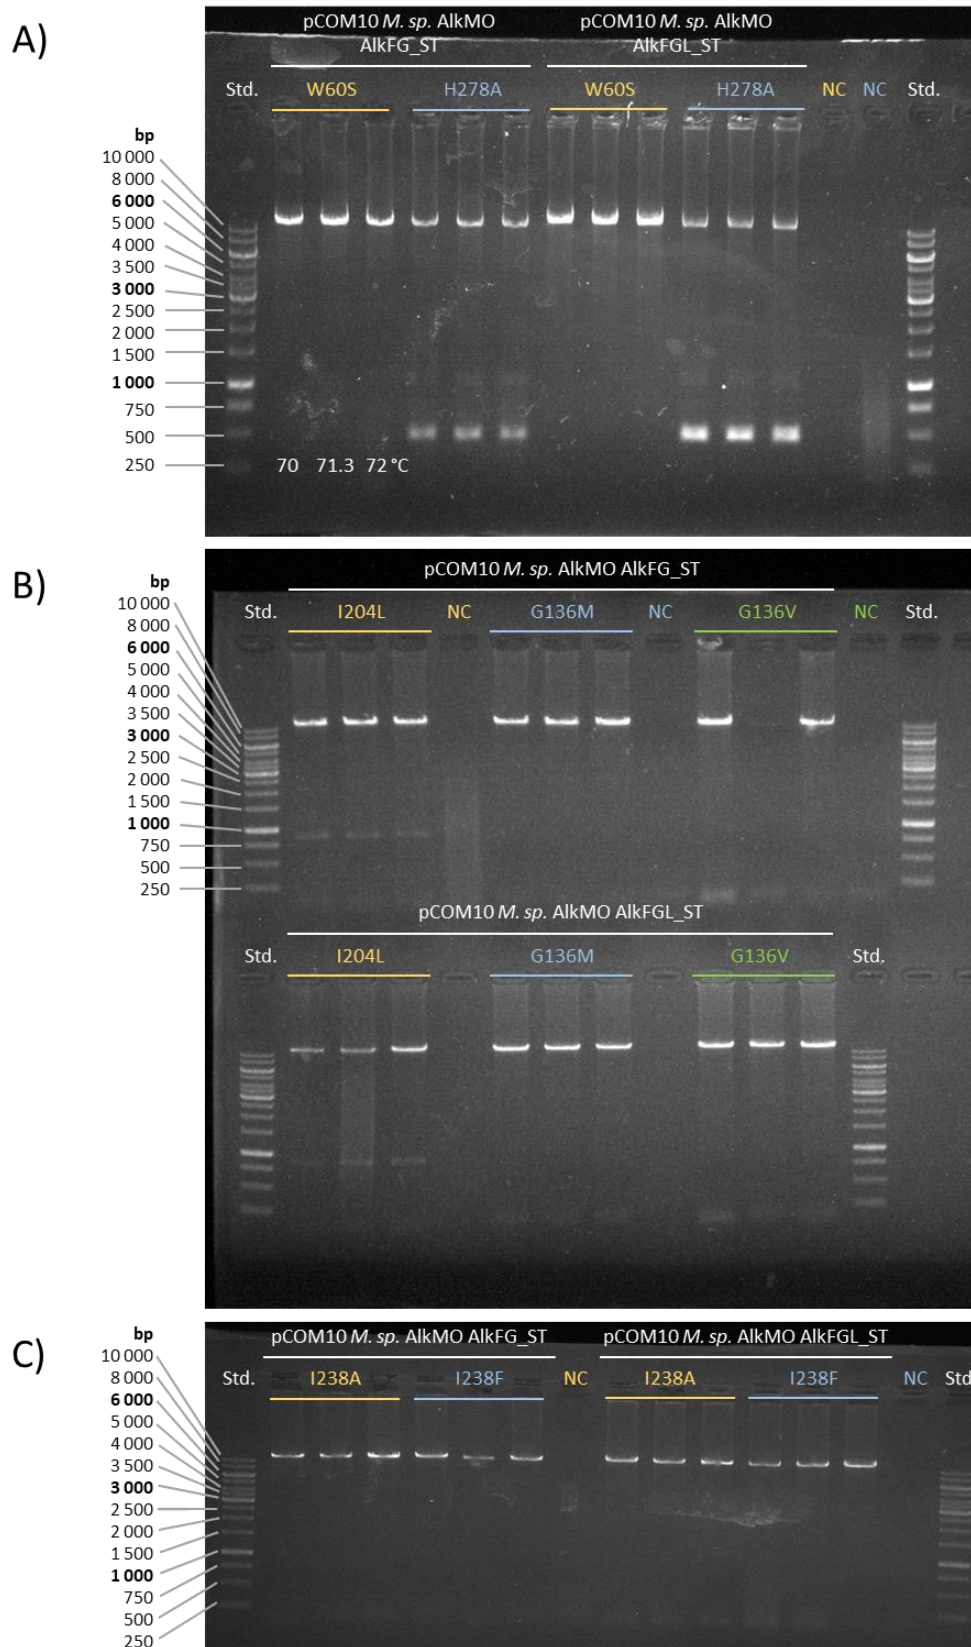 A)
pCOM10 M. sp. AlkMO
AlkFG_ST
pCOM10 M. sp. AlkMO
AlkFGL_ST
Std.
W60S
H278A
W60S
H278A
NC
NC
Std.
bp
10 000
8 000
6 000
5 000
4 000
3 500
3 000
2 500
2 000
1 500
1 000
750
500
250
70 71.3 72 °C
B)
pCOM10 M. sp. AlkMO AlkFG_ST
bp
Std.
I204L
NC
G136M
NC
G136V
NC
Std.
10 000
8 000
6 000
5 000
4 000
3 500
3 000
2 500
2 000
1 500
1 000
750
500
250
pCOM10 M. sp. AlkMO AlkFGL_ST
Std.
I204L
G136M
G136V
Std.
C)
bp
pCOM10 M. sp. AlkMO AlkFG_ST
pCOM10 M. sp. AlkMO AlkFGL_ST
Std.
I238A
I238F
NC
I238A
I238F
NC
Std
10 000
8 000
6 000
5 000
4 000
3 500
3 000
2 500
2 000
1 500
1 000
750
500
250